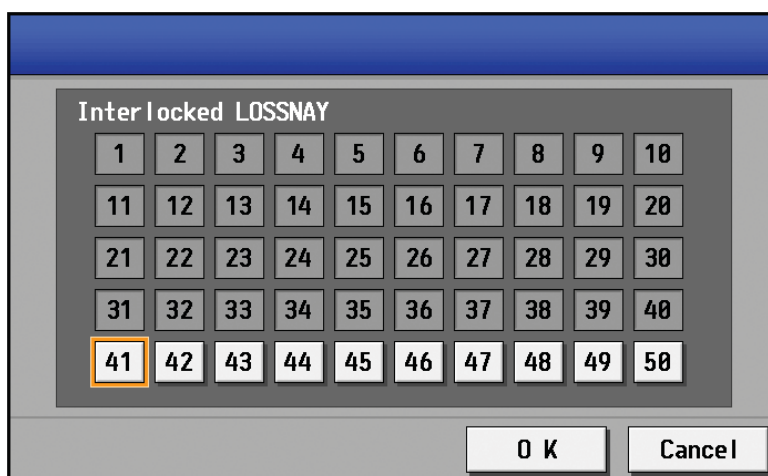 Interlocked LOSSNAY
1 2 3 4 5 6 7 8 9 10
11 12 13 14 15 16 17 18 19 20
21 22 23 24 25 26 27 28 29 30
31 32 33 34 35 36 37 38 39 40
41 42 43 44 45 46 47 48 49 50
OK Cancel